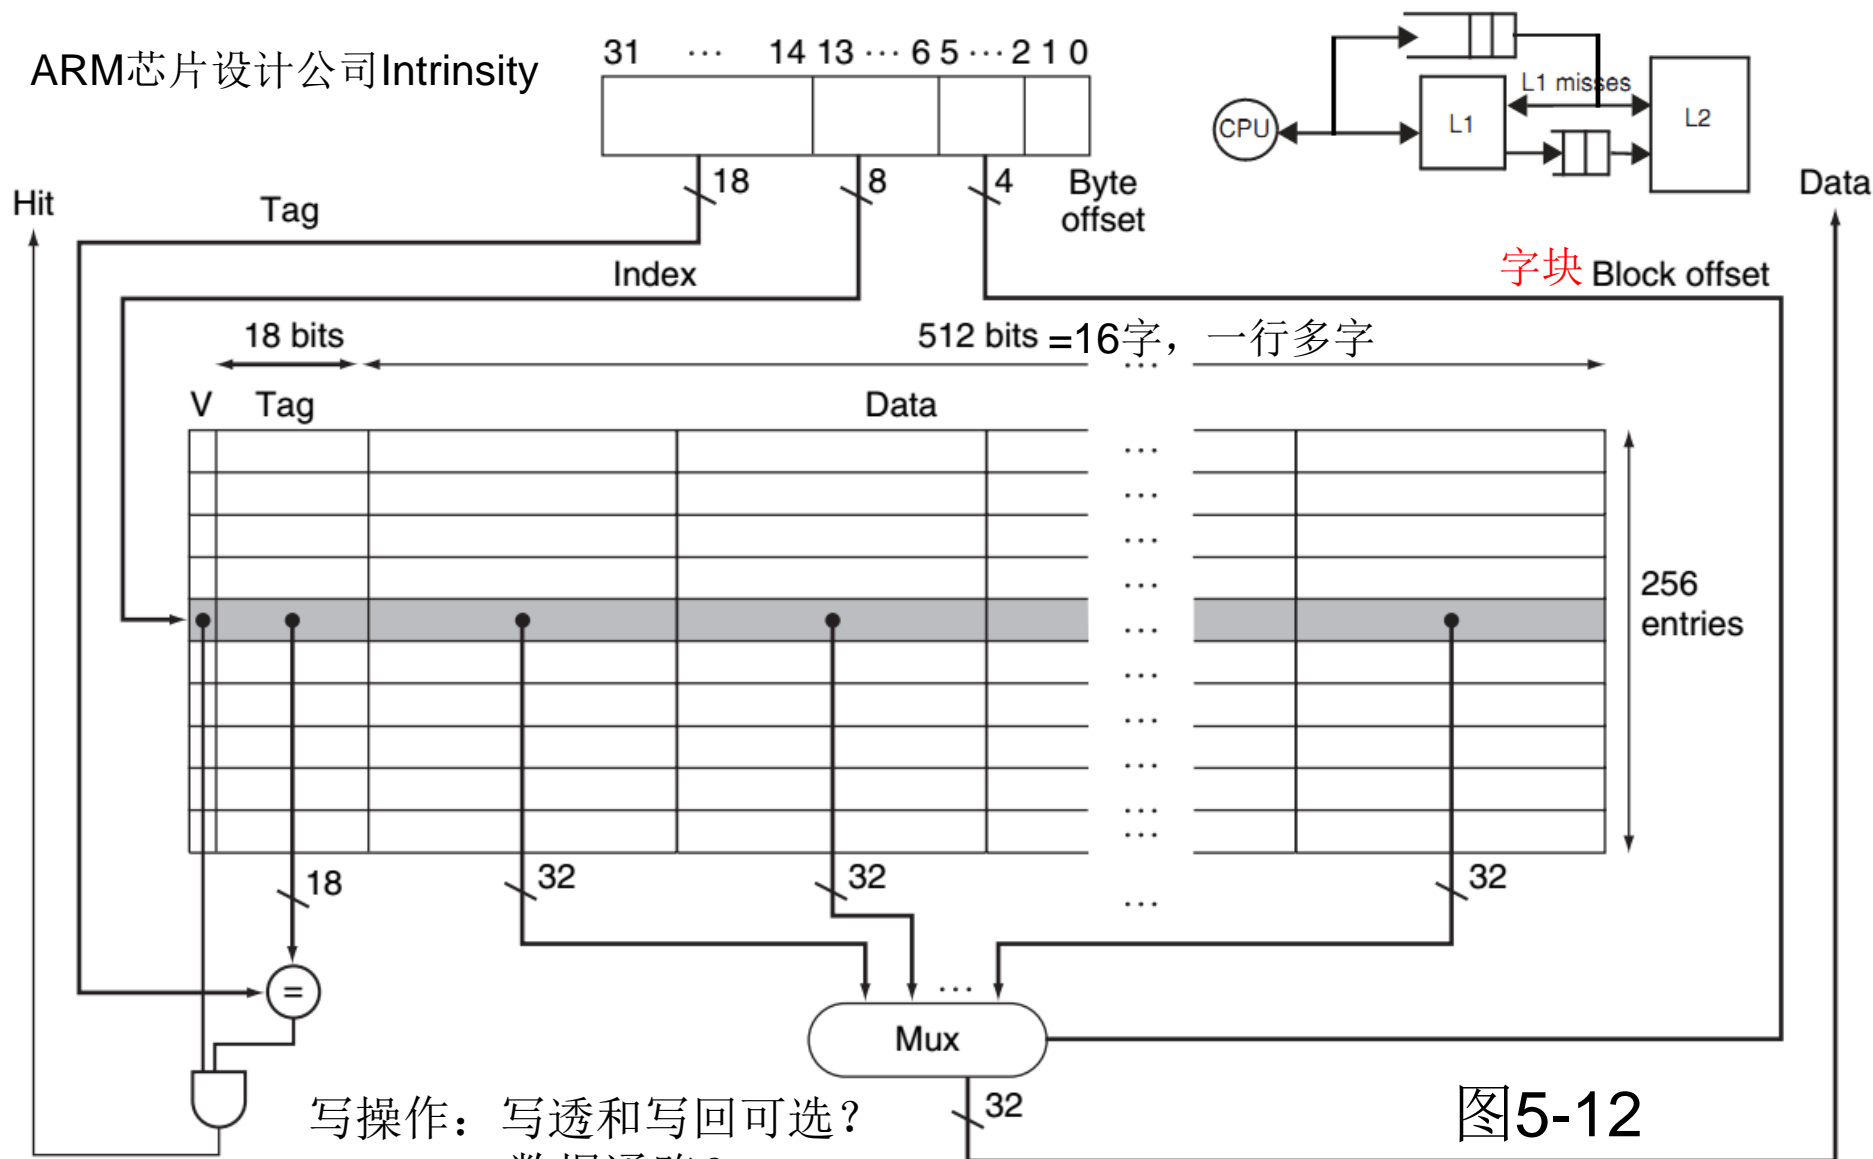 ARM芯片设计公司Intrinsity
31 ··· 14 13 ··· 6 5 ··· 2 1 0
L1 misses
CPU
L1
L2
18
8
4
Byte
offset
Hit
Tag
Data
Index
字块 Block offset
18 bits
512 bits =16字，一行多字
...
V Tag Data
...
...
...
...
...
...
...
...
...
...
256
entries
18
32
32
...
32
=
...
Mux
32
写操作：写透和写回可选？
数据通路？
图5-12